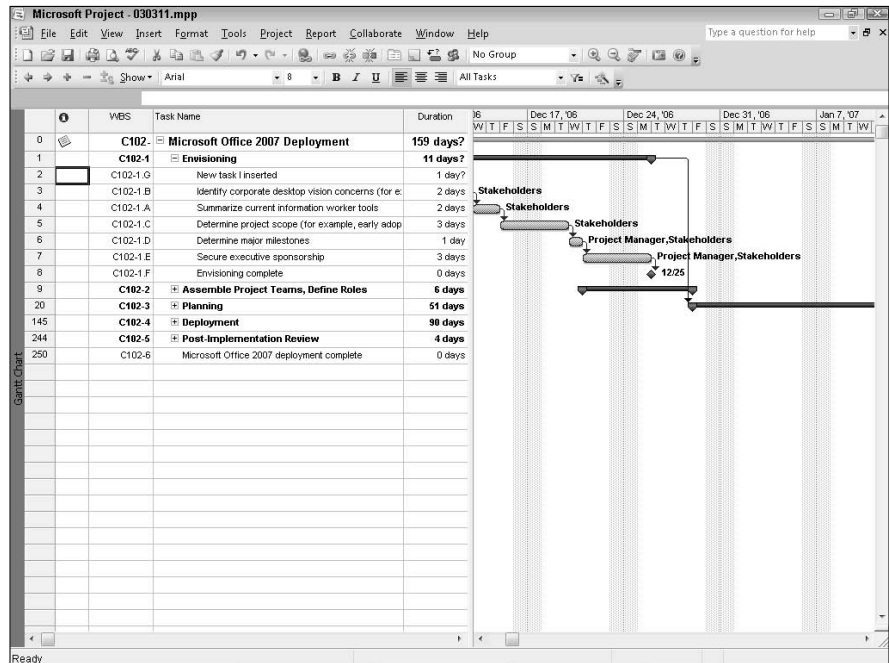 Microsoft Project - 030311.mpp
File Edit View Insert Format Tools Project Report Collaborate Window Help
Type a question for help
No Group
Show Arial 8 B I U All Tasks
WBS Task Name Duration
Dec 17, '06 Dec 24, '06 Dec 31, '06 Jan 7, '07
W T F S S M T W T F S S M T W T F S S M T W T F S S M T W
0 C102- Microsoft Office 2007 Deployment 159 days?
1 C102-1 Envisioning 11 days?
2 C102-1.G New task I inserted 1 day?
3 C102-1.B Identify corporate desktop vision concerns (for e: 2 days Stakeholders
4 C102-1.A Summarize current information worker tools 2 days Stakeholders
5 C102-1.C Determine project scope (for example, early adop 3 days Stakeholders
6 C102-1.D Determine major milestones 1 day Project Manager,Stakeholders
7 C102-1.E Secure executive sponsorship 3 days Project Manager,Stakeholders
8 C102-1.F Envisioning complete 0 days 12/25
9 C102-2 Assemble Project Teams, Define Roles 6 days
20 C102-3 Planning 51 days
145 C102-4 Deployment 90 days
244 C102-5 Post-Implementation Review 4 days
250 C102-6 Microsoft Office 2007 deployment complete 0 days
Gantt Chart
Ready